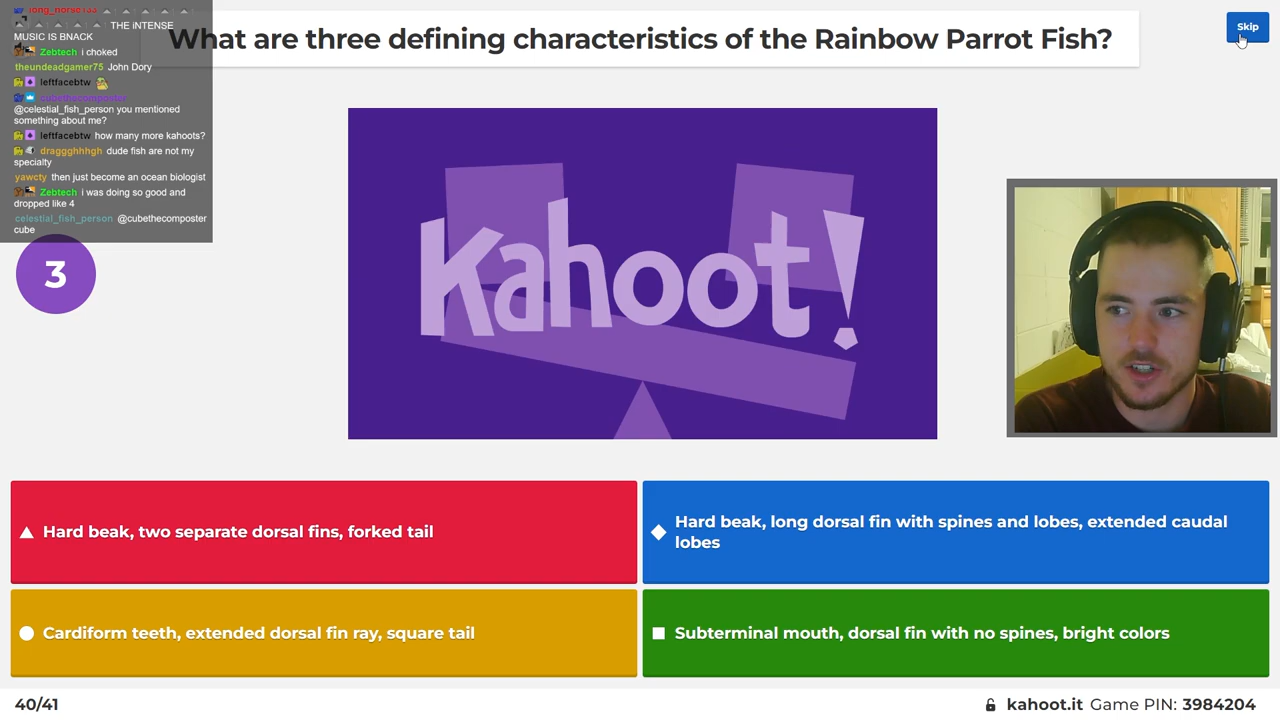 long_horse133
THE iNTENSE
MUSIC IS BNACK
Zebtech i choked
theundeadgamer75 John Dory
leftfacebtw
cubethecomposter
@celestial_fish_person you mentioned
something about me?
leftfacebtw how many more kahoots?
draggghhhgh dude fish are not my
specialty
yawcty then just become an ocean biologist
Zebtech i was doing so good and
dropped like 4
celestial_fish_person @cubethecomposter
cube
What are three defining characteristics of the Rainbow Parrot Fish?
Skip
3
Kahoot!
Hard beak, two separate dorsal fins, forked tail
Hard beak, long dorsal fin with spines and lobes, extended caudal
lobes
Cardiform teeth, extended dorsal fin ray, square tail
Subterminal mouth, dorsal fin with no spines, bright colors
40/41
kahoot.it Game PIN: 3984204